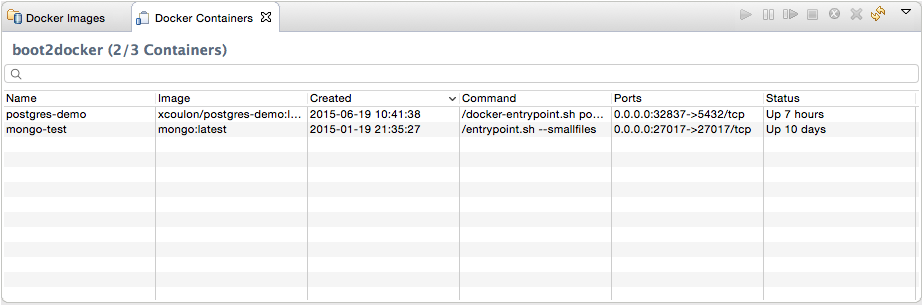 Docker Images Docker Containers
boot2docker (2/3 Containers)
Name Image Created Command Ports Status
postgres-demo xcoulon/postgres-demo:l... 2015-06-19 10:41:38 /docker-entrypoint.sh po... 0.0.0.0:32837->5432/tcp Up 7 hours
mongo-test mongo:latest 2015-01-19 21:35:27 /entrypoint.sh --smallfiles 0.0.0.0:27017->27017/tcp Up 10 days